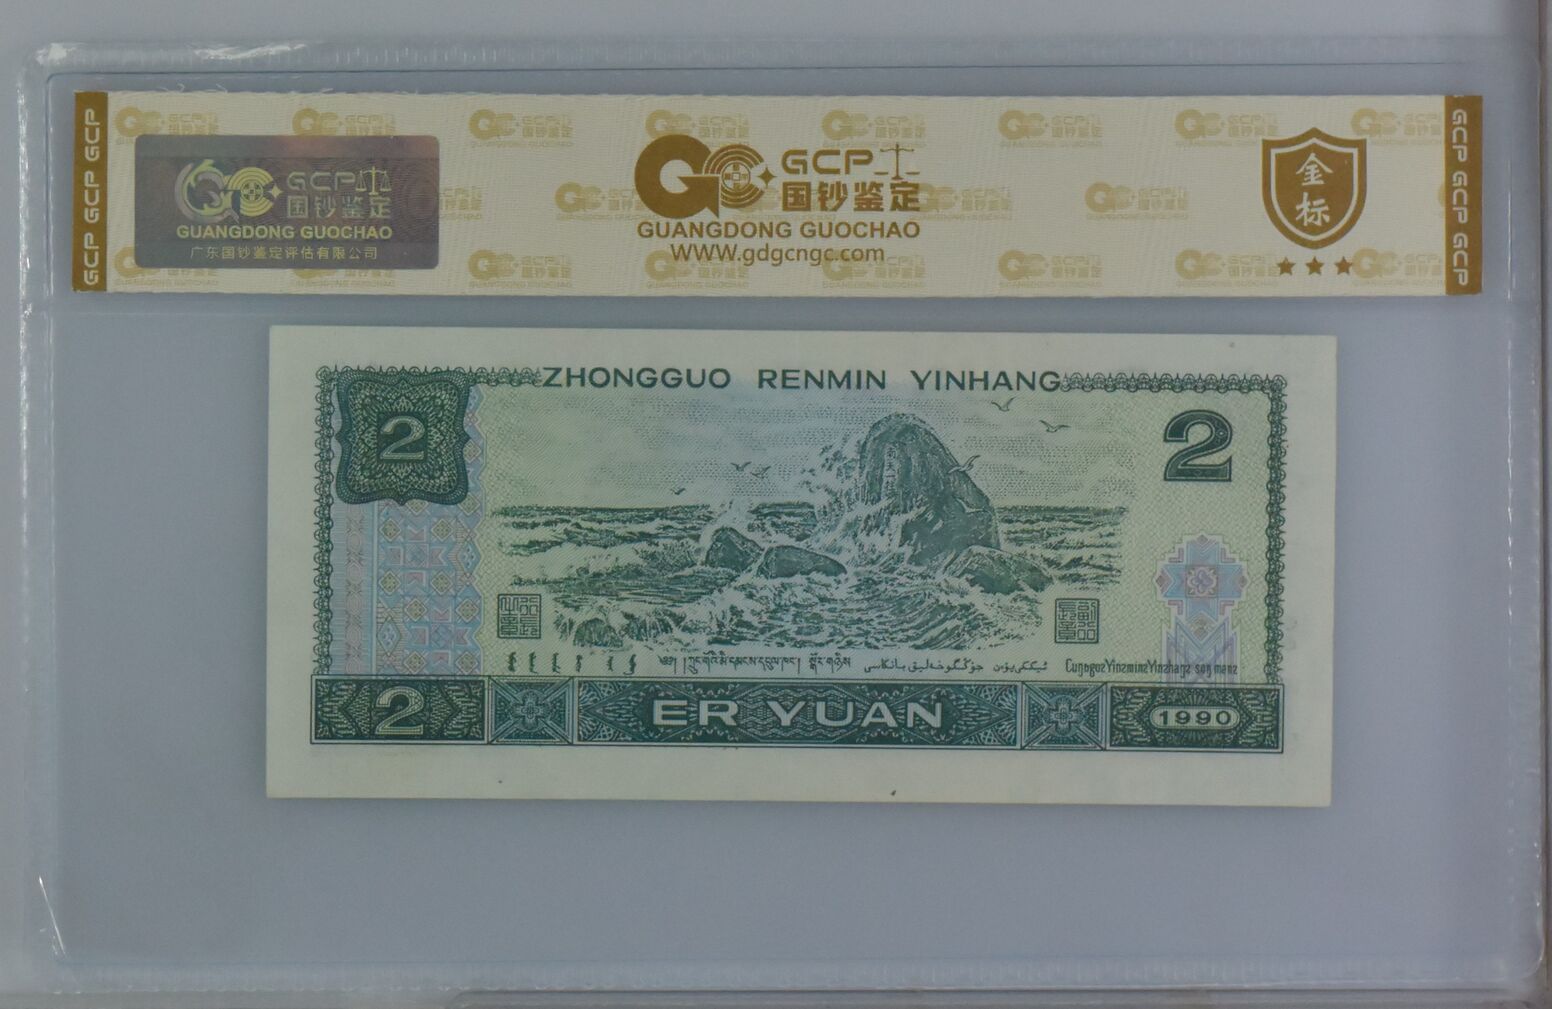 GCP GCP GCP
GCP
国钞鉴定
GUANGDONG GUOCHAO
广东国钞鉴定评估有限公司
GCP
国钞鉴定
GUANGDONG GUOCHAO
www.gdgcngc.com
金标
GCP GCP GCP
ZHONGGUO RENMIN YINHANG
2
2
2
ER YUAN
1990